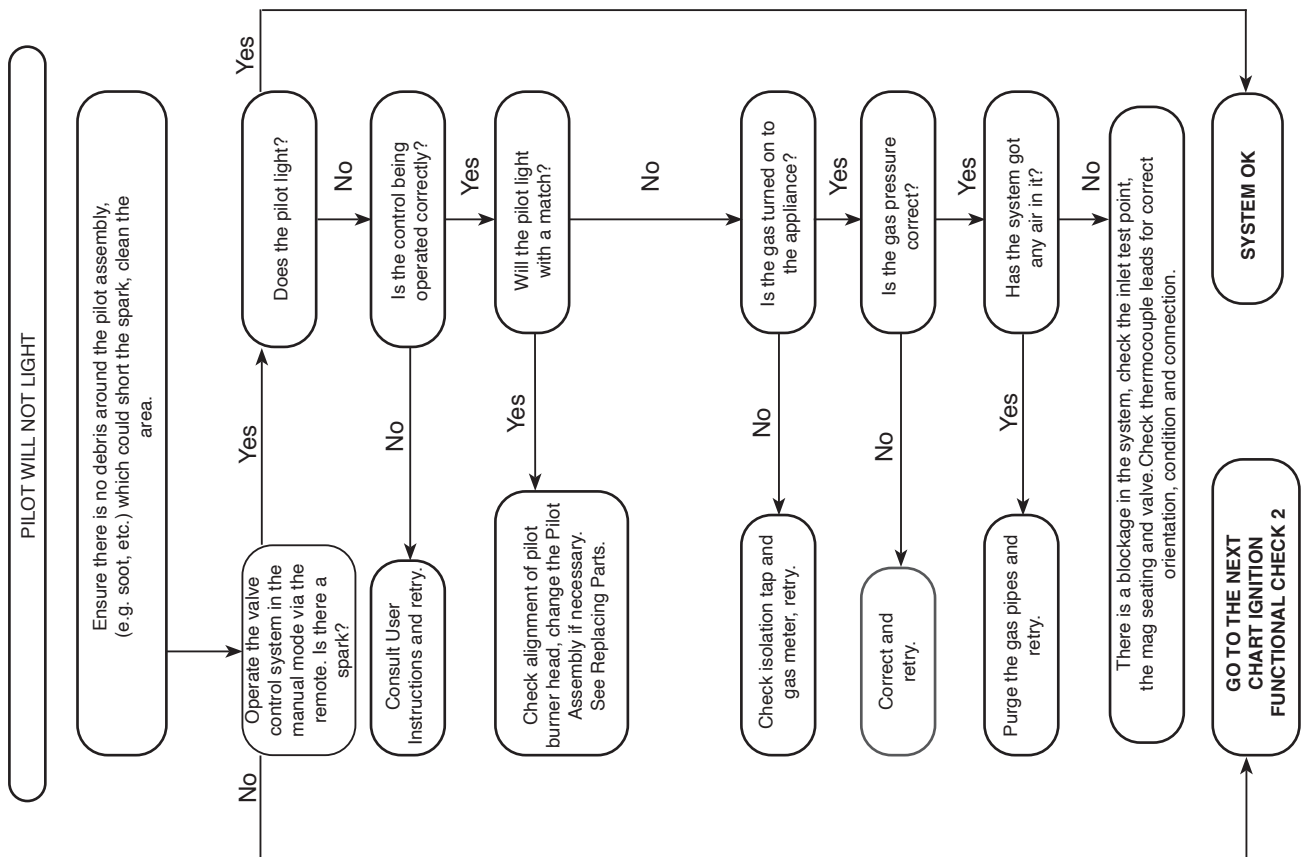 PILOT WILL NOT LIGHT
Ensure there is no debris around the pilot assembly,
(e.g. soot, etc.) which could short the spark, clean the
area.
Operate the valve
control system in the
manual mode via the
remote. Is there a
spark?
Yes
No
Does the pilot light?
Yes
No
Is the control being
operated correctly?
No
Consult User
Instructions and retry.
Yes
Will the pilot light
with a match?
Yes
Check alignment of pilot
burner head, change the Pilot
Assembly if necessary.
See Replacing Parts.
No
Is the gas turned on to
the appliance?
No
Check isolation tap and
gas meter, retry.
Yes
Is the gas pressure
correct?
No
Correct and
retry.
Yes
Has the system got
any air in it?
Yes
Purge the gas pipes and
retry.
No
There is a blockage in the system, check the inlet test point,
the mag seating and valve.Check thermocouple leads for correct
orientation, condition and connection.
GO TO THE NEXT
CHART IGNITION
FUNCTIONAL CHECK 2
SYSTEM OK